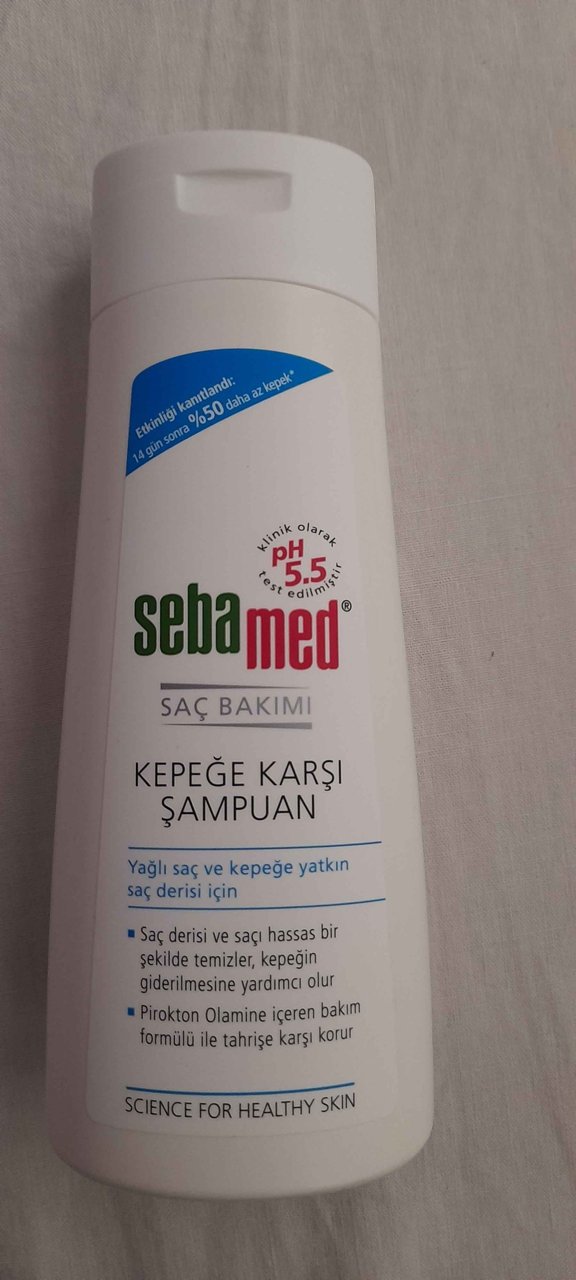 Etkinliği kanıtlandı:
14 gün sonra %50 daha az kepek*
klinik olarak
pH
5.5
test edilmiştir
sebamed®
SAÇ BAKIMI
KEPEĞE KARŞI
ŞAMPUAN
Yağlı saç ve kepeğe yatkın
saç derisi için
▪ Saç derisi ve saçı hassas bir
şekilde temizler, kepeğin
giderilmesine yardımcı olur
▪ Pirokton Olamine içeren bakım
formülü ile tahrişe karşı korur
SCIENCE FOR HEALTHY SKIN